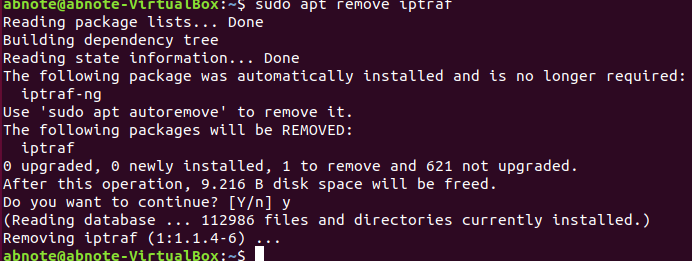 abnote@abnote-VirtualBox:~$ sudo apt remove iptraf
Reading package lists... Done
Building dependency tree
Reading state information... Done
The following package was automatically installed and is no longer required:
  iptraf-ng
Use 'sudo apt autoremove' to remove it.
The following packages will be REMOVED:
  iptraf
0 upgraded, 0 newly installed, 1 to remove and 621 not upgraded.
After this operation, 9.216 B disk space will be freed.
Do you want to continue? [Y/n] y
(Reading database ... 112986 files and directories currently installed.)
Removing iptraf (1:1.1.4-6) ...
abnote@abnote-VirtualBox:~$